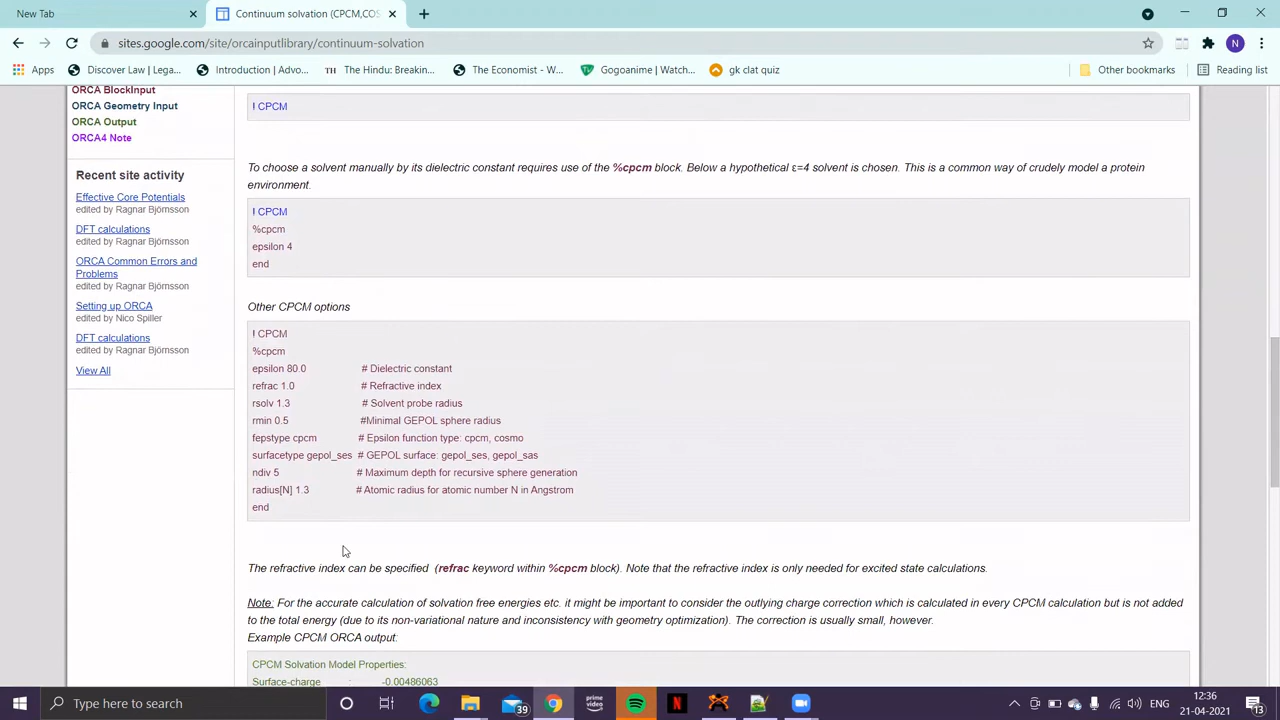 New Tab
Continuum solvation (CPCM,COS
sites.google.com/site/orcainputlibrary/continuum-solvation
N
Apps
Discover Law | Lega...
Introduction | Advo...
TH The Hindu: Breakin...
The Economist - W...
Gogoanime | Watch...
gk clat quiz
Other bookmarks
Reading list
ORCA BlockInput
ORCA Geometry Input
ORCA Output
ORCA4 Note
Recent site activity
Effective Core Potentials
edited by Ragnar Björnsson
DFT calculations
edited by Ragnar Björnsson
ORCA Common Errors and
Problems
edited by Ragnar Björnsson
Setting up ORCA
edited by Nico Spiller
DFT calculations
edited by Ragnar Björnsson
View All
! CPCM
To choose a solvent manually by its dielectric constant requires use of the %cpcm block. Below a hypothetical ε=4 solvent is chosen. This is a common way of crudely model a protein
environment.
! CPCM
%cpcm
epsilon 4
end
Other CPCM options
! CPCM
%cpcm
epsilon 80.0 # Dielectric constant
refrac 1.0 # Refractive index
rsolv 1.3 # Solvent probe radius
rmin 0.5 #Minimal GEPOL sphere radius
fepstype cpcm # Epsilon function type: cpcm, cosmo
surfacetype gepol_ses # GEPOL surface: gepol_ses, gepol_sas
ndiv 5 # Maximum depth for recursive sphere generation
radius[N] 1.3 # Atomic radius for atomic number N in Angstrom
end
The refractive index can be specified (refrac keyword within %cpcm block). Note that the refractive index is only needed for excited state calculations.
Note: For the accurate calculation of solvation free energies etc. it might be important to consider the outlying charge correction which is calculated in every CPCM calculation but is not added
to the total energy (due to its non-variational nature and inconsistency with geometry optimization). The correction is usually small, however.
Example CPCM ORCA output:
CPCM Solvation Model Properties:
Surface-charge : -0.00486063
Type here to search
39
prime video
N
12:36
21-04-2021
13